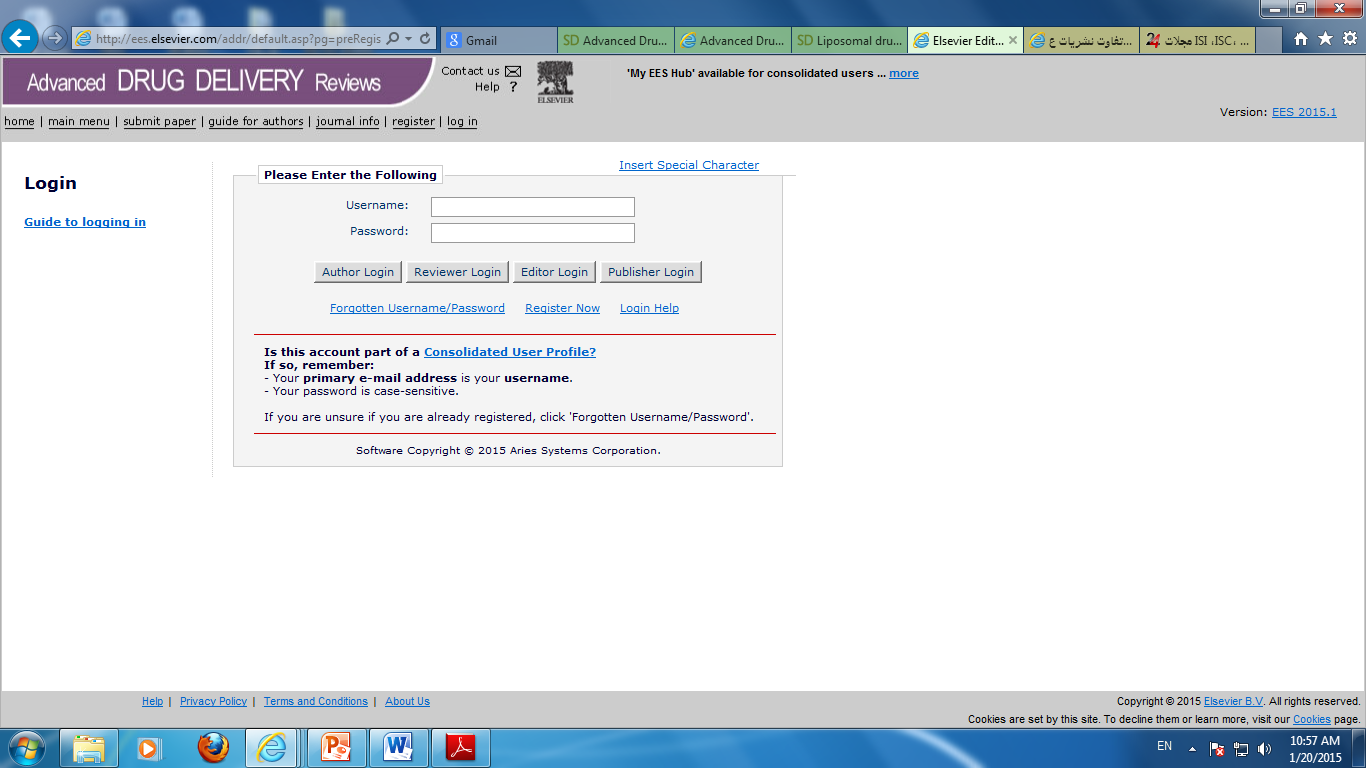 http://ees.elsevier.com/addr/default.asp?pg=preRegis
Gmail
SD Advanced Dru...
Advanced Dru...
SD Liposomal dru...
Elsevier Edit...
تفاوت نشریات ع...
24 مجلات ISI ،ISC، ...
Advanced DRUG DELIVERY Reviews
Contact us
Help ?
ELSEVIER
'My EES Hub' available for consolidated users ... more
home | main menu | submit paper | guide for authors | journal info | register | log in
Version: EES 2015.1
Login
Guide to logging in
Insert Special Character
Please Enter the Following
Username:
Password:
Author Login Reviewer Login Editor Login Publisher Login
Forgotten Username/Password Register Now Login Help
Is this account part of a Consolidated User Profile?
If so, remember:
- Your primary e-mail address is your username.
- Your password is case-sensitive.
If you are unsure if you are already registered, click 'Forgotten Username/Password'.
Software Copyright © 2015 Aries Systems Corporation.
Help | Privacy Policy | Terms and Conditions | About Us
Copyright © 2015 Elsevier B.V. All rights reserved.
Cookies are set by this site. To decline them or learn more, visit our Cookies page.
EN
10:57 AM
1/20/2015